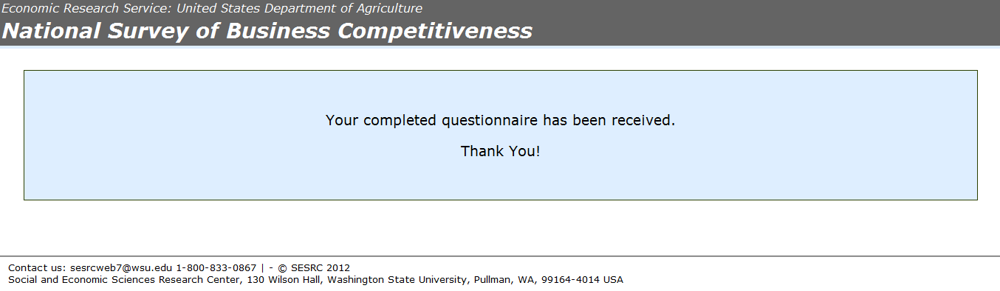 Economic Research Service: United States Department of Agriculture
National Survey of Business Competitiveness
Your completed questionnaire has been received.
Thank You!
Contact us: sesrcweb7@wsu.edu 1-800-833-0867 | - © SESRC 2012
Social and Economic Sciences Research Center, 130 Wilson Hall, Washington State University, Pullman, WA, 99164-4014 USA